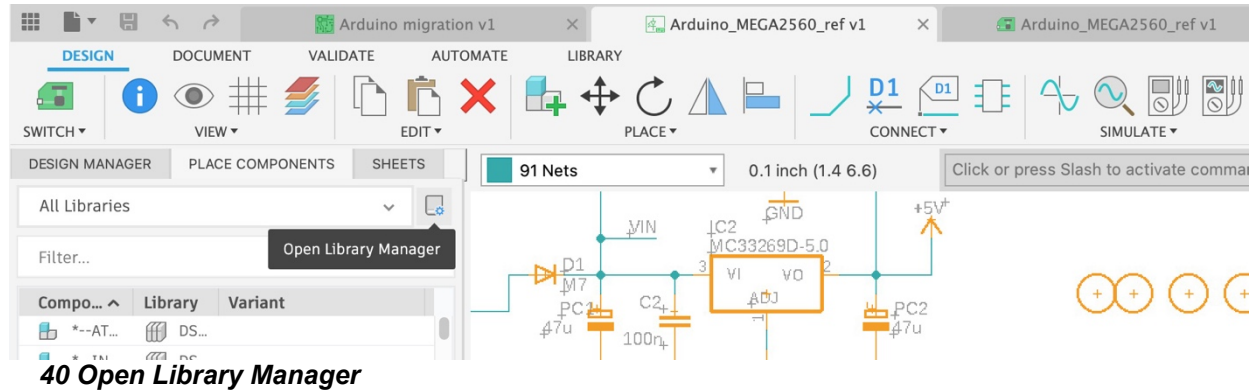 Arduino migration v1
Arduino_MEGA2560_ref v1
Arduino_MEGA2560_ref v1
DESIGN DOCUMENT VALIDATE AUTOMATE LIBRARY
D1 D1
SWITCH VIEW EDIT PLACE CONNECT SIMULATE
DESIGN MANAGER PLACE COMPONENTS SHEETS
91 Nets 0.1 inch (1.4 6.6) Click or press Slash to activate comma
All Libraries
Open Library Manager
Filter...
Compo... Library Variant
*--AT... DS...
VIN
GND
+5V
IC2
MC33269D-5.0
D1
M7
3 VI VO 2
ADJ
1
PC1
47u
C2
100n
PC2
47u
40 Open Library Manager